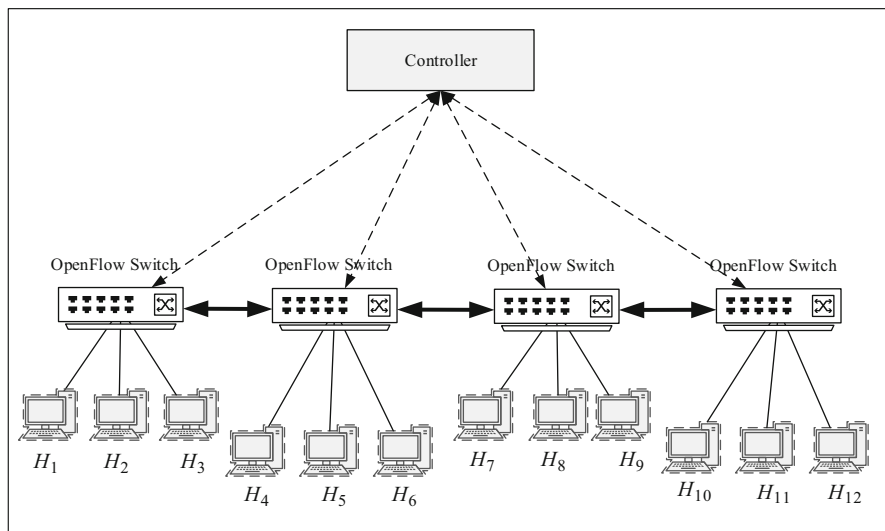 Controller
OpenFlow Switch
OpenFlow Switch
OpenFlow Switch
OpenFlow Switch
H1
H2
H3
H4
H5
H6
H7
H8
H9
H10
H11
H12